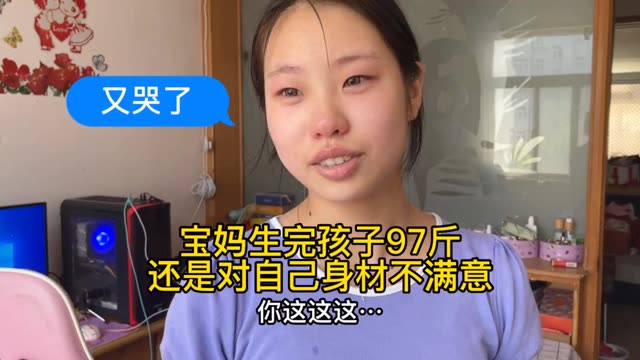 又哭了
宝妈生完孩子97斤
还是对自己身材不满意
你这这这…